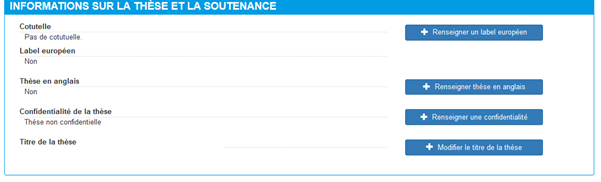 INFORMATIONS SUR LA THÈSE ET LA SOUTENANCE
Cotutelle
Pas de cotutuelle.
+ Renseigner un label européen
Label européen
Non
Thèse en anglais
Non
+ Renseigner thèse en anglais
Confidentialité de la thèse
Thèse non confidentielle
+ Renseigner une confidentialité
Titre de la thèse
+ Modifier le titre de la thèse